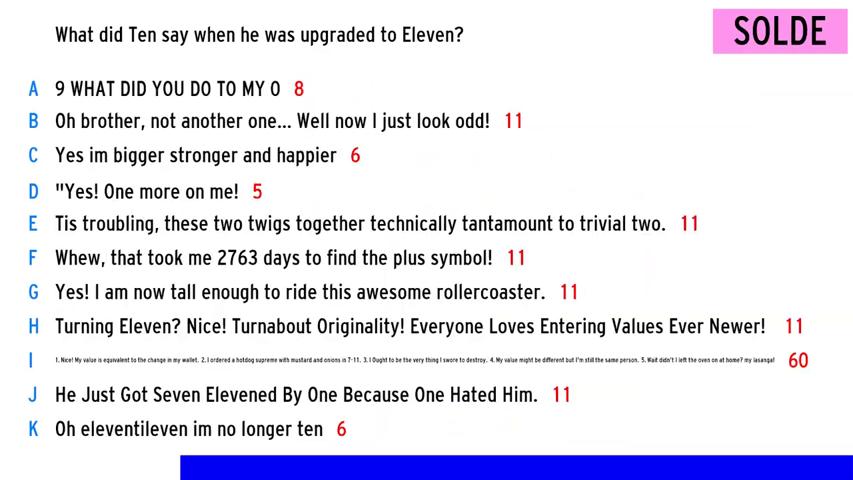 What did Ten say when he was upgraded to Eleven?
SOLDE
A 9 WHAT DID YOU DO TO MY 0 8
B Oh brother, not another one... Well now I just look odd! 11
C Yes im bigger stronger and happier 6
D "Yes! One more on me! 5
E Tis troubling, these two twigs together technically tantamount to trivial two. 11
F Whew, that took me 2763 days to find the plus symbol! 11
G Yes! I am now tall enough to ride this awesome rollercoaster. 11
H Turning Eleven? Nice! Turnabout Originality! Everyone Loves Entering Values Ever Newer! 11
I 1. Nice! My value is equivalent to the change in my wallet. 2. I ordered a hotdog supreme with mustard and onions is 7-11. 3. I Ought to be the very thing I swore to destroy. 4. My value might be different but I'm still the same person. 5. Wait didn't I left the oven on at home? my lasanga! 60
J He Just Got Seven Elevened By One Because One Hated Him. 11
K Oh eleventileven im no longer ten 6